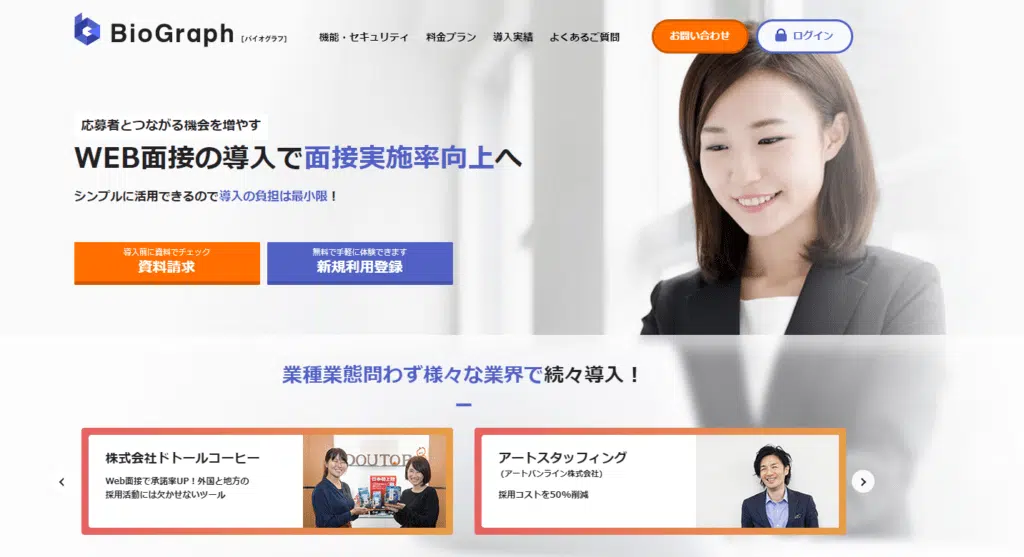 BioGraph [バイオグラフ]
機能・セキュリティ
料金プラン
導入実績
よくあるご質問
お問い合わせ
ログイン
応募者とつながる機会を増やす
WEB面接の導入で面接実施率向上へ
シンプルに活用できるので導入の負担は最小限!
導入前に資料でチェック
資料請求
無料で手軽に体験できます
新規利用登録
業種業態問わず様々な業界で続々導入!
株式会社ドトールコーヒー
Web面接で承諾率UP!外国と地方の
採用活動には欠かせないツール
DOUTOR
アートスタッフィング
(アートバンライン株式会社)
採用コストを50%削減